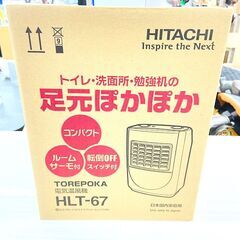 HITACHI
Inspire the Next
トイレ・洗面所・勉強机の
足元ぽかぽか
コンパクト
ルーム
サーモ付
転倒OFF
スイッチ付
TOREPOKA
電気温風機
HLT-67
日本国内家庭用